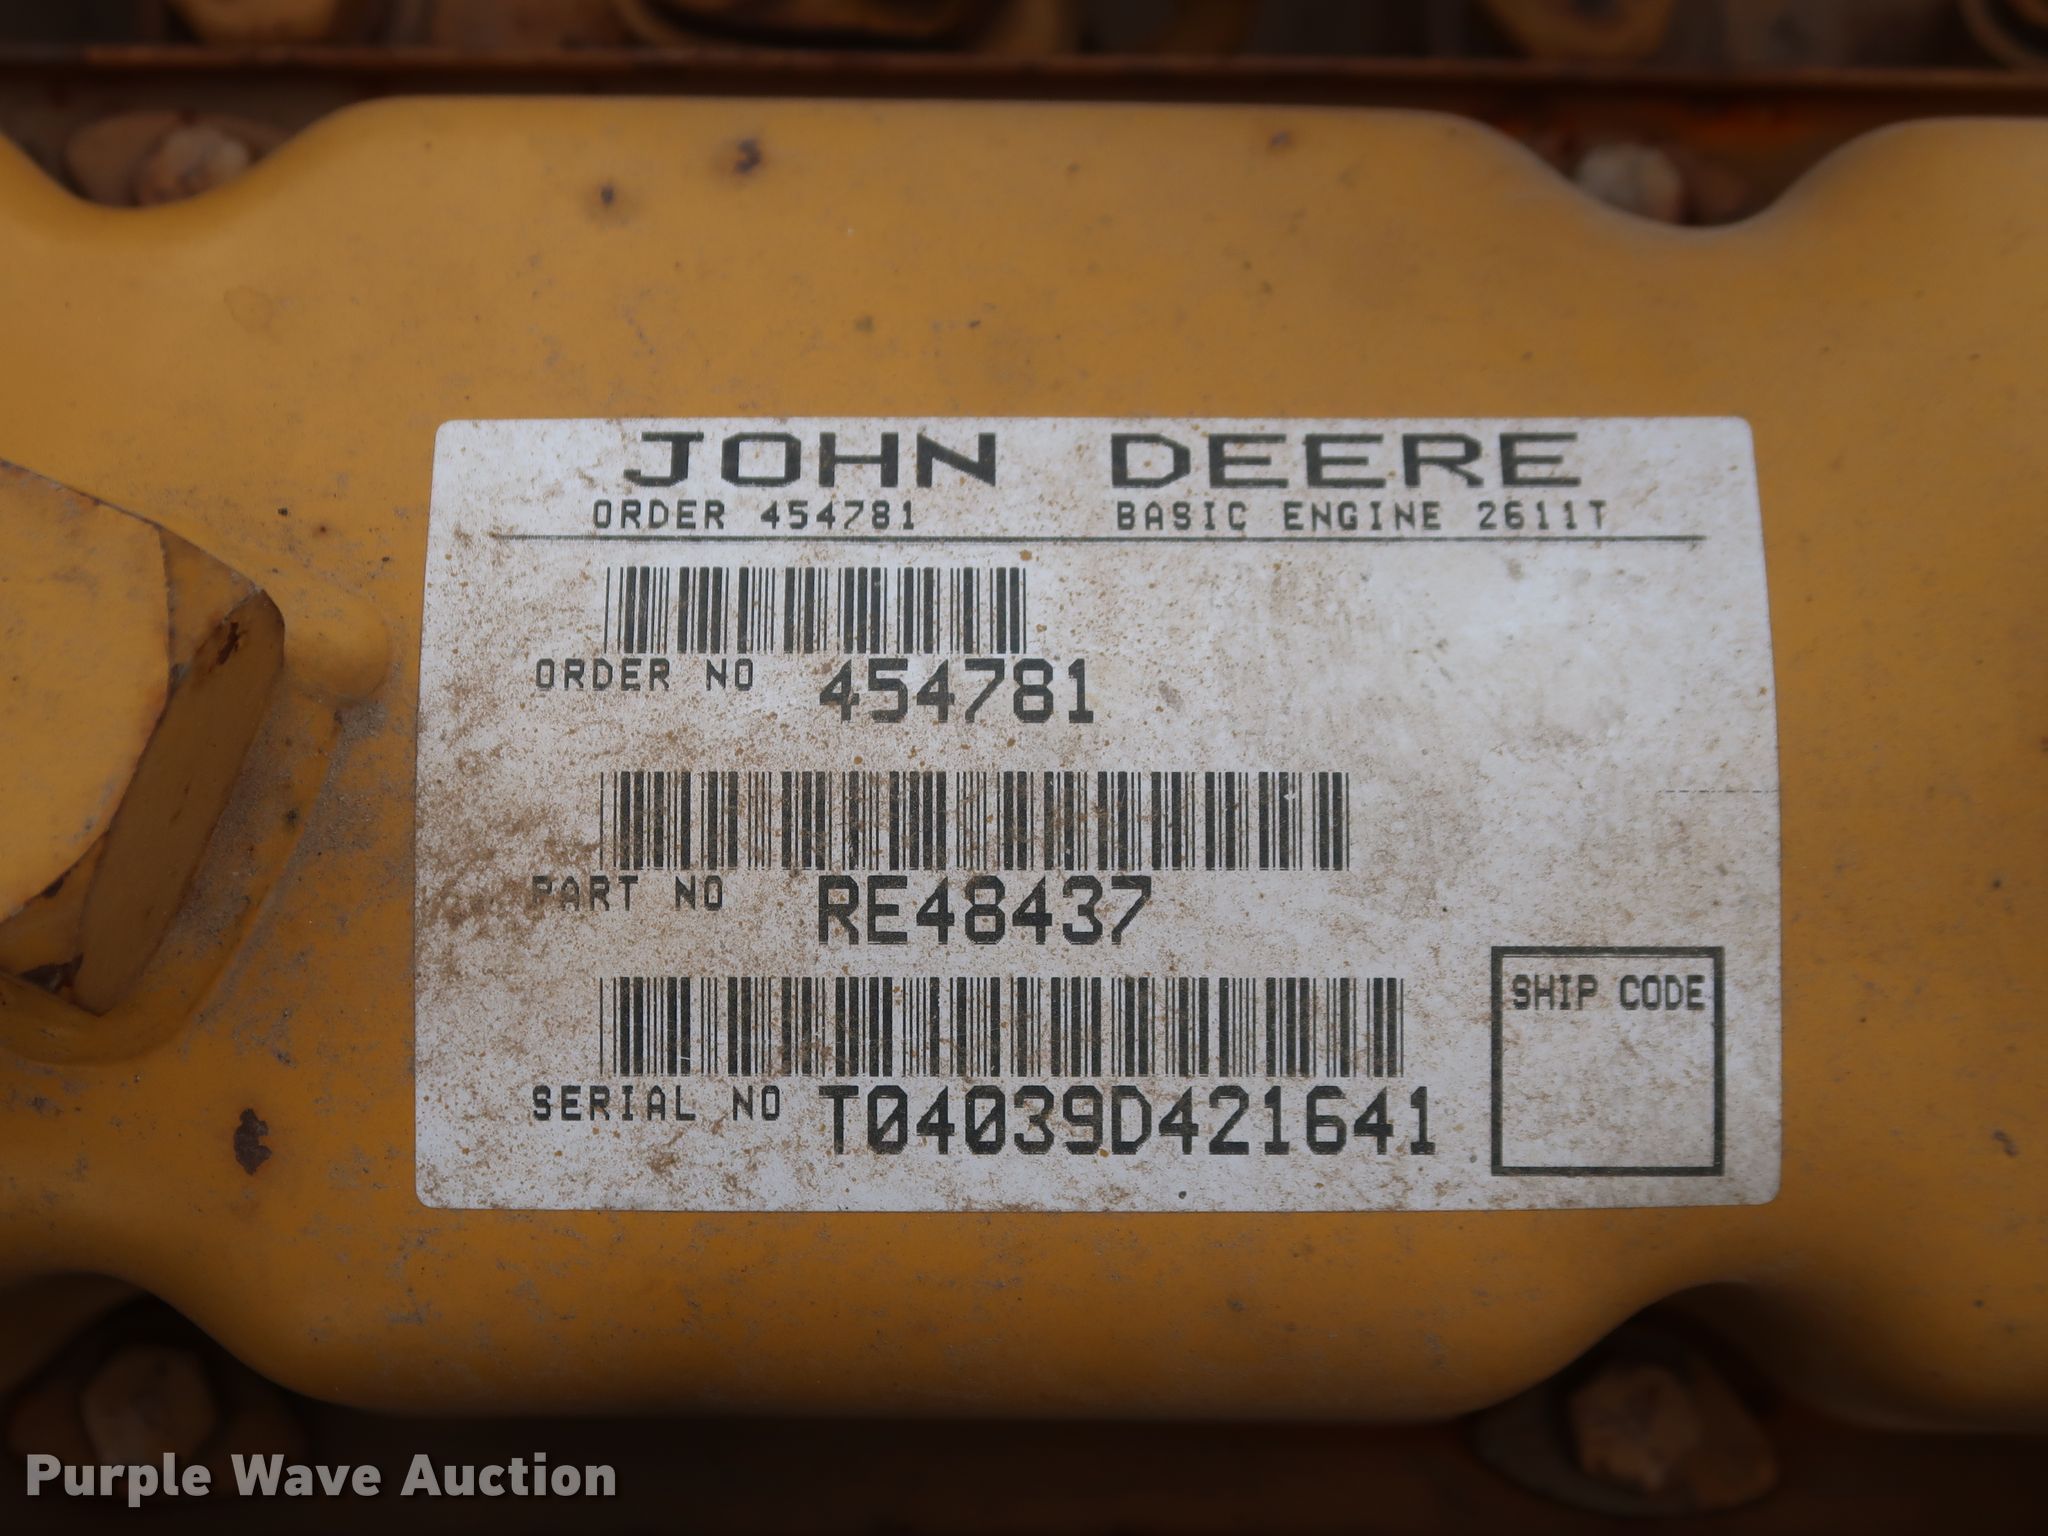 JOHN DEERE
ORDER 454781 BASIC ENGINE 2611T
ORDER NO 454781
PART NO RE48437
SERIAL NO T04039D421641
SHIP CODE
Purple Wave Auction